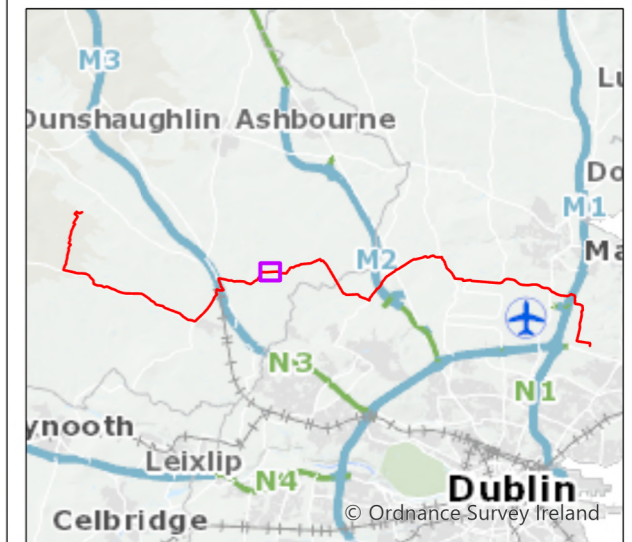 M3
Lu
Dunshaughlin
Ashbourne
Do
M1
Ma
M2
N3
N1
ynooth
Leixlip
N4
Dublin
Celbridge
© Ordnance Survey Ireland